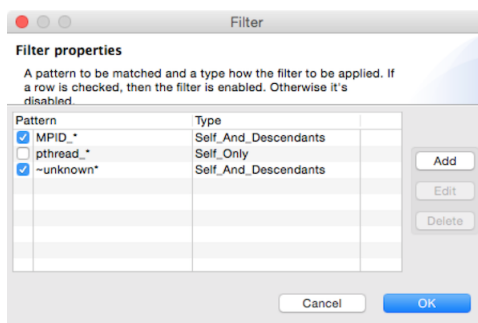 Filter
Filter properties
A pattern to be matched and a type how the filter to be applied. If
a row is checked, then the filter is enabled. Otherwise it's
disabled.
Pattern Type
MPID_* Self_And_Descendants
pthread_* Self_Only
~unknown* Self_And_Descendants
Add
Edit
Delete
Cancel OK